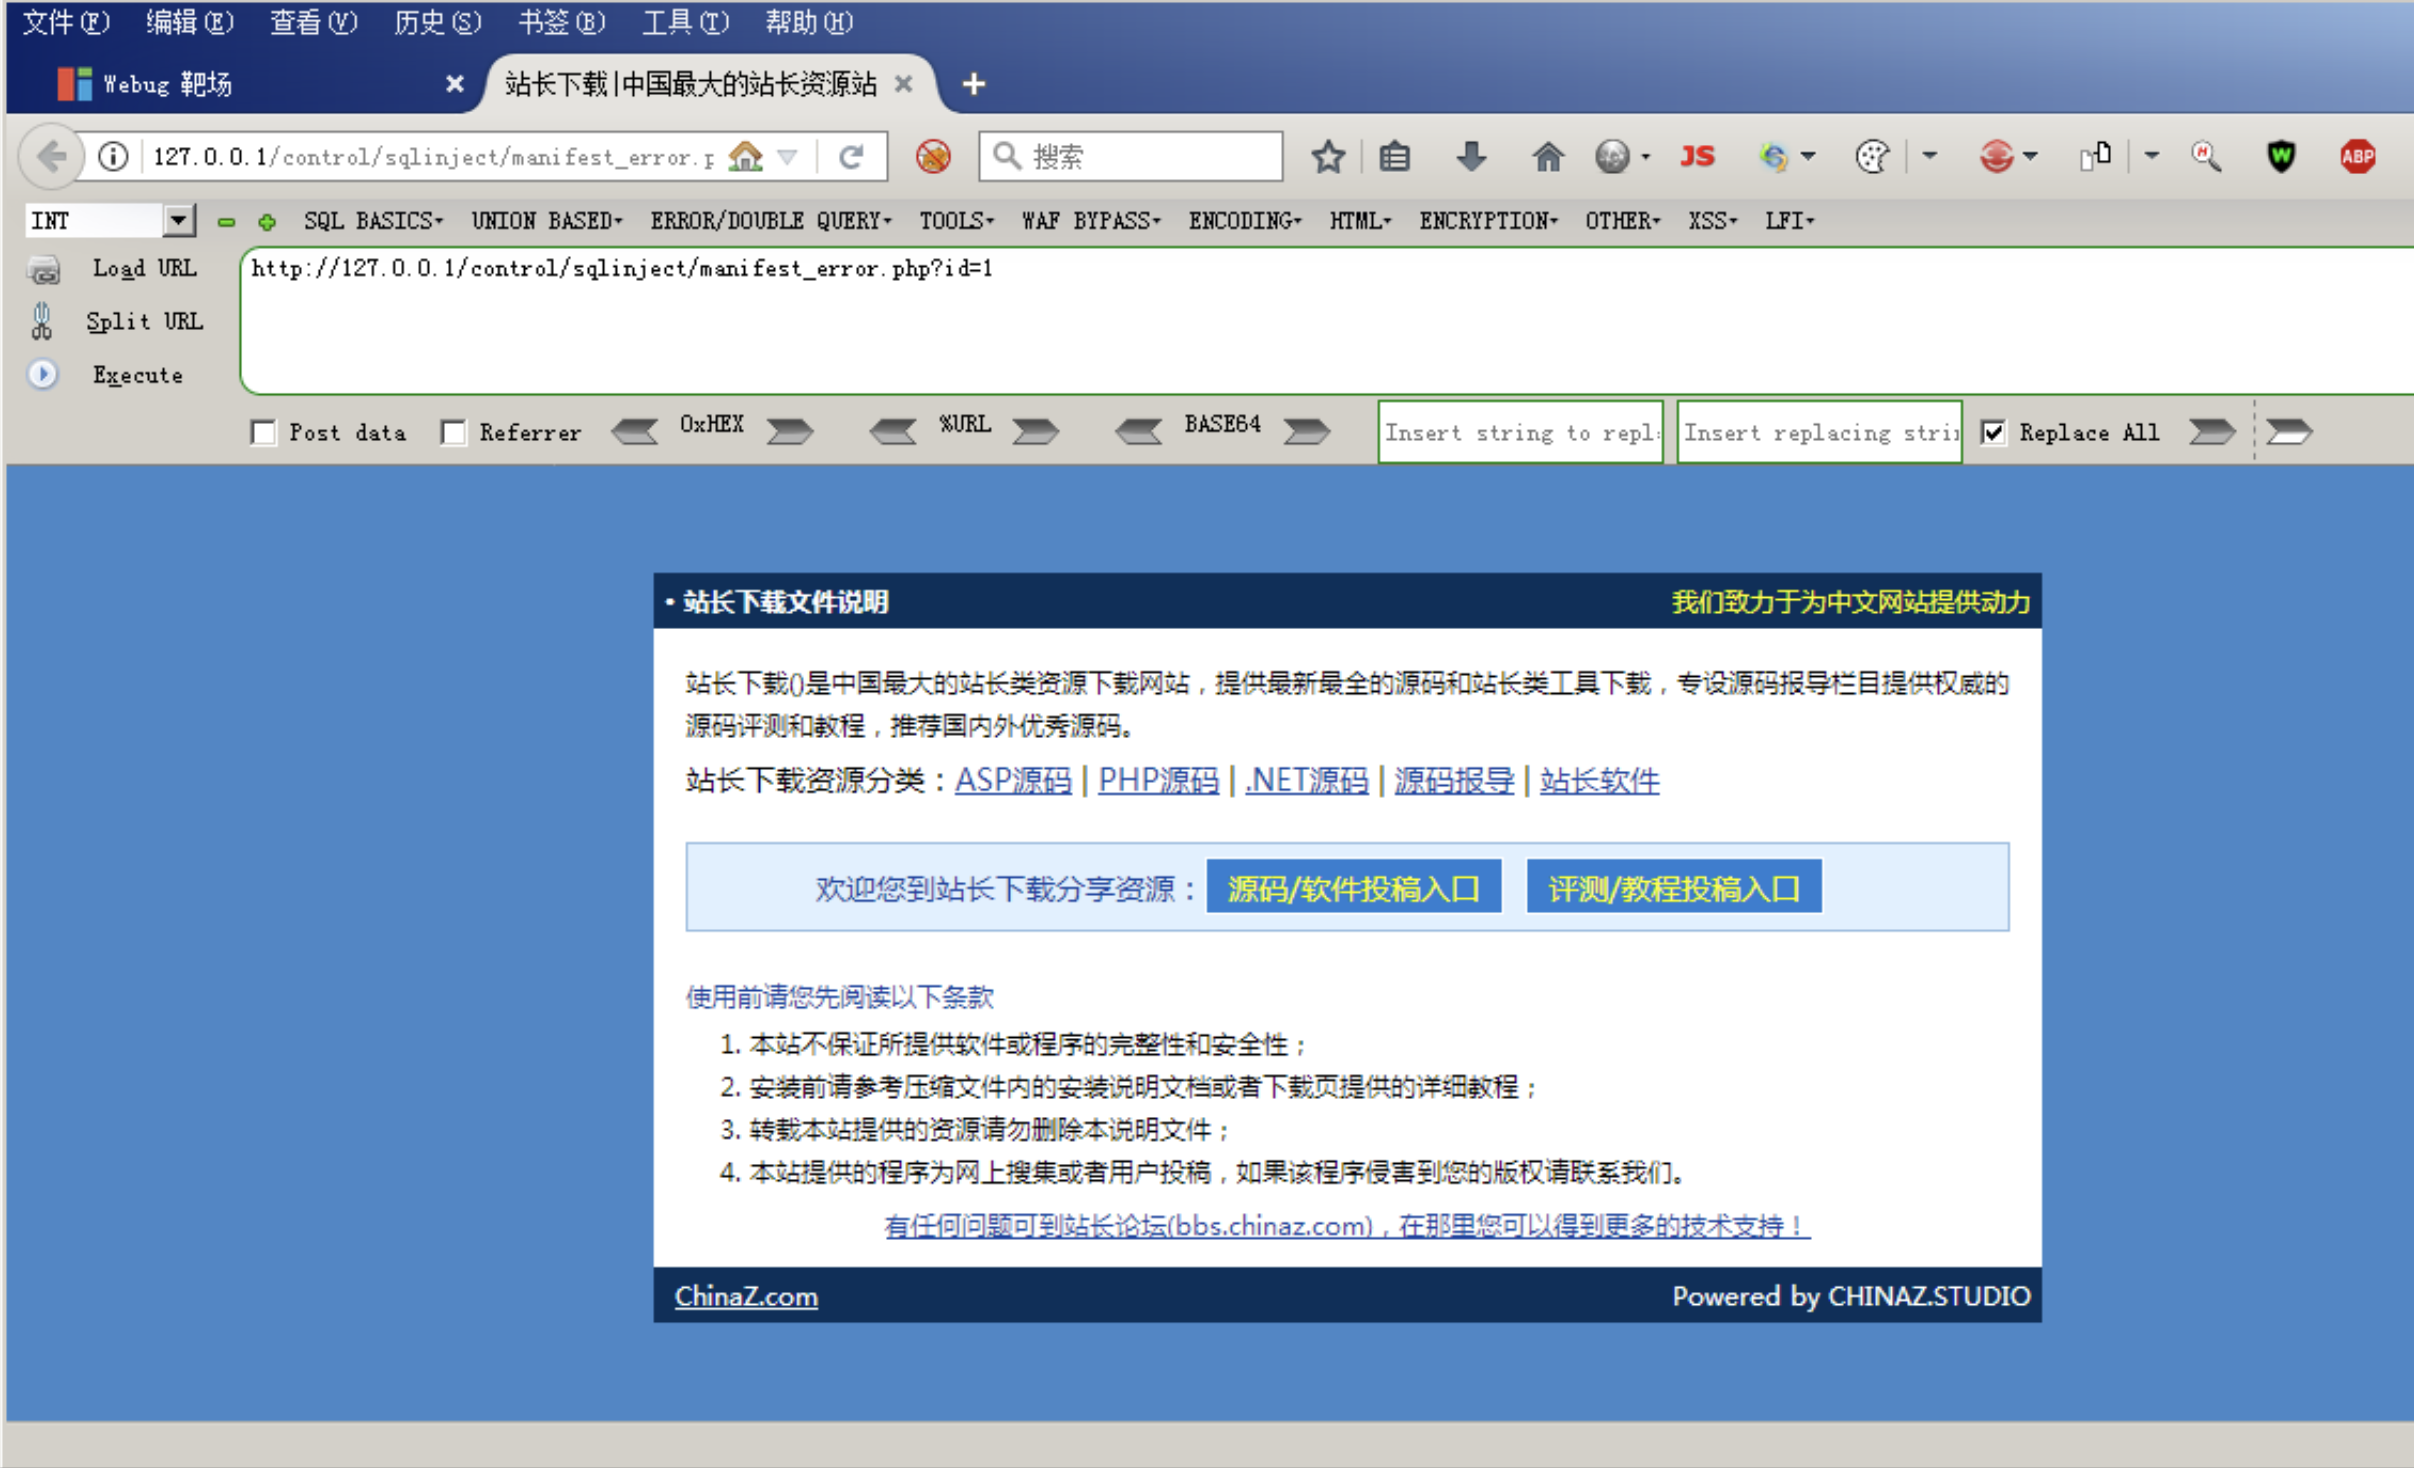 文件(F) 编辑(E) 查看(V) 历史(S) 书签(B) 工具(T) 帮助(H)
Webug 靶场 站长下载|中国最大的站长资源站
127.0.0.1/control/sqlinject/manifest_error.p 搜索 JS ABP
INT SQL BASICS UNION BASED ERROR/DOUBLE QUERY TOOLS WAF BYPASS ENCODING HTML ENCRYPTION OTHER XSS LFI
Load URL http://127.0.0.1/control/sqlinject/manifest_error.php?id=1
Split URL
Execute
Post data Referrer 0xHEX %URL BASE64 Insert string to repl Insert replacing stri Replace All
• 站长下载文件说明 我们致力于为中文网站提供动力
站长下载()是中国最大的站长类资源下载网站，提供最新最全的源码和站长类工具下载，专设源码报导栏目提供权威的
源码评测和教程，推荐国内外优秀源码。
站长下载资源分类：ASP源码 | PHP源码 | .NET源码 | 源码报导 | 站长软件
欢迎您到站长下载分享资源： 源码/软件投稿入口 评测/教程投稿入口
使用前请您先阅读以下条款
1. 本站不保证所提供软件或程序的完整性和安全性；
2. 安装前请参考压缩文件内的安装说明文档或者下载页提供的详细教程；
3. 转载本站提供的资源请勿删除本说明文件；
4. 本站提供的程序为网上搜集或者用户投稿，如果该程序侵害到您的版权请联系我们。
有任何问题可到站长论坛(bbs.chinaz.com)，在那里您可以得到更多的技术支持！
ChinaZ.com Powered by CHINAZ.STUDIO